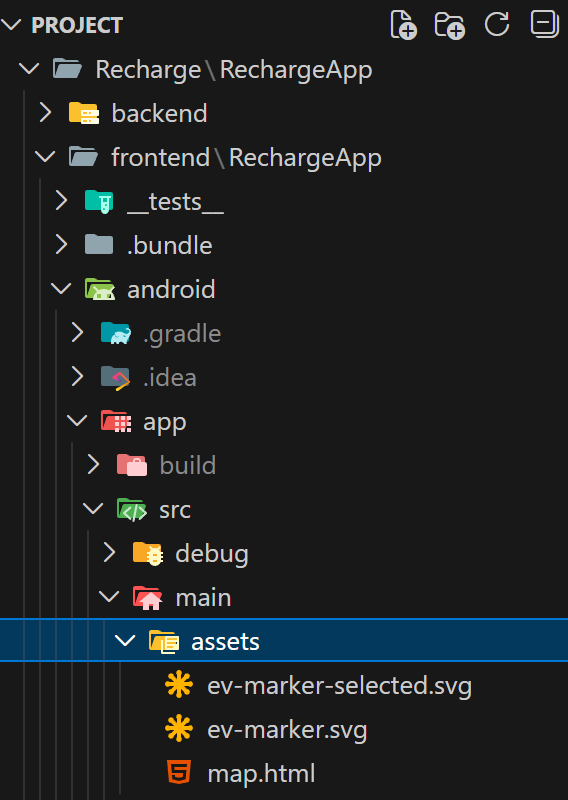 PROJECT
Recharge\RechargeApp
backend
frontend\RechargeApp
__tests__
.bundle
android
.gradle
.idea
app
build
src
debug
main
assets
ev-marker-selected.svg
ev-marker.svg
map.html